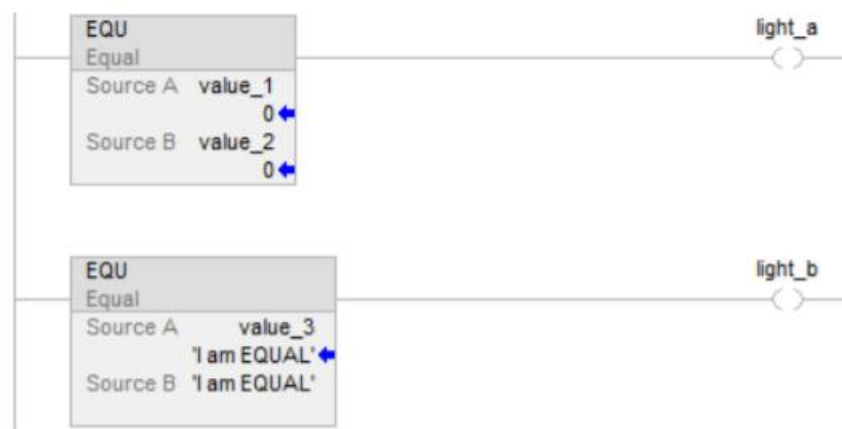 EQU
light_a
Equal
Source A value_1
0
Source B value_2
0
EQU
light_b
Equal
Source A value_3
'I am EQUAL'
Source B 'I am EQUAL'